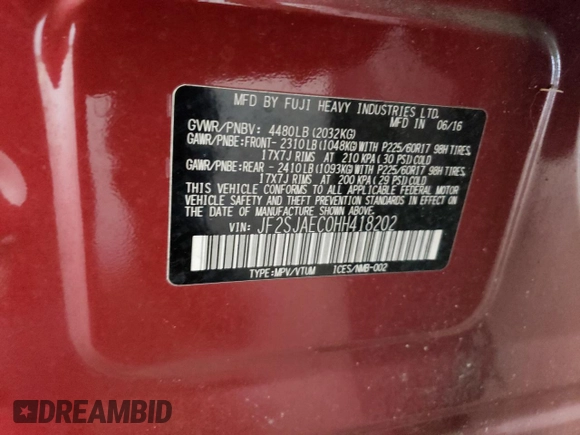 MFD BY FUJI HEAVY INDUSTRIES LTD.
MFD IN 06/16
GVWR/PNBV: 4480LB(2032KG)
GAWR/PNBE:FRONT- 2310LB(1048KG)WITH P225/60R17 98H TIRES,
17X7J RIMS AT 210 KPA(30 PSI)COLD
GAWR/PNBE:REAR - 2410LB(1093KG)WITH P225/60R17 98H TIRES,
17X7J RIMS AT 200 KPA(29 PSI)COLD
THIS VEHICLE CONFORMS TO ALL APPLICABLE FEDERAL MOTOR
VEHICLE SAFETY, BUMPER, AND THEFT PREVENTION STANDARDS
IN EFFECT ON THE DATE OF MANUFACTURE SHOWN ABOVE.
VIN: JF2SJAEC0HH418202
TYPE:MPV/VTUM ICES/NMB-002
DREAMBID